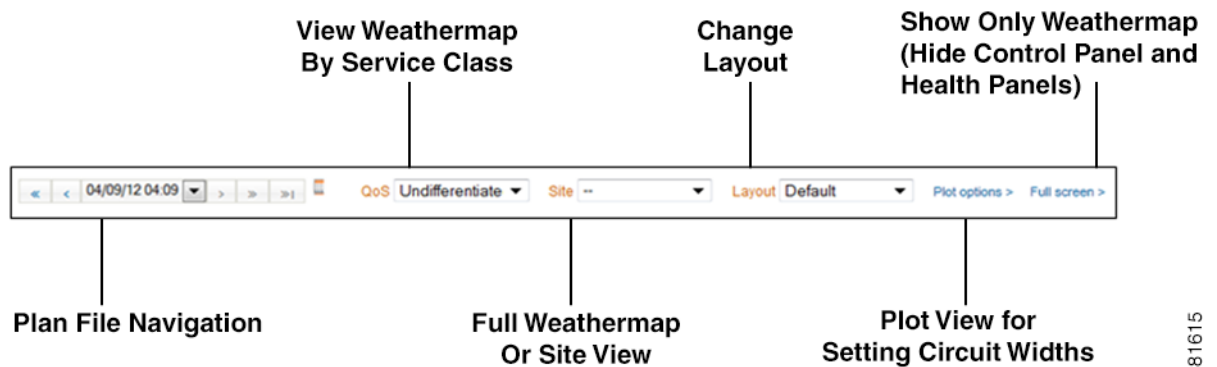 View Weathermap
By Service Class
Change
Layout
Show Only Weathermap
(Hide Control Panel and
Health Panels)
« ‹ 04/09/12 04:09 › » »| QoS Undifferentiate Site -- Layout Default Plot options > Full screen >
Plan File Navigation
Full Weathermap
Or Site View
Plot View for
Setting Circuit Widths
81615